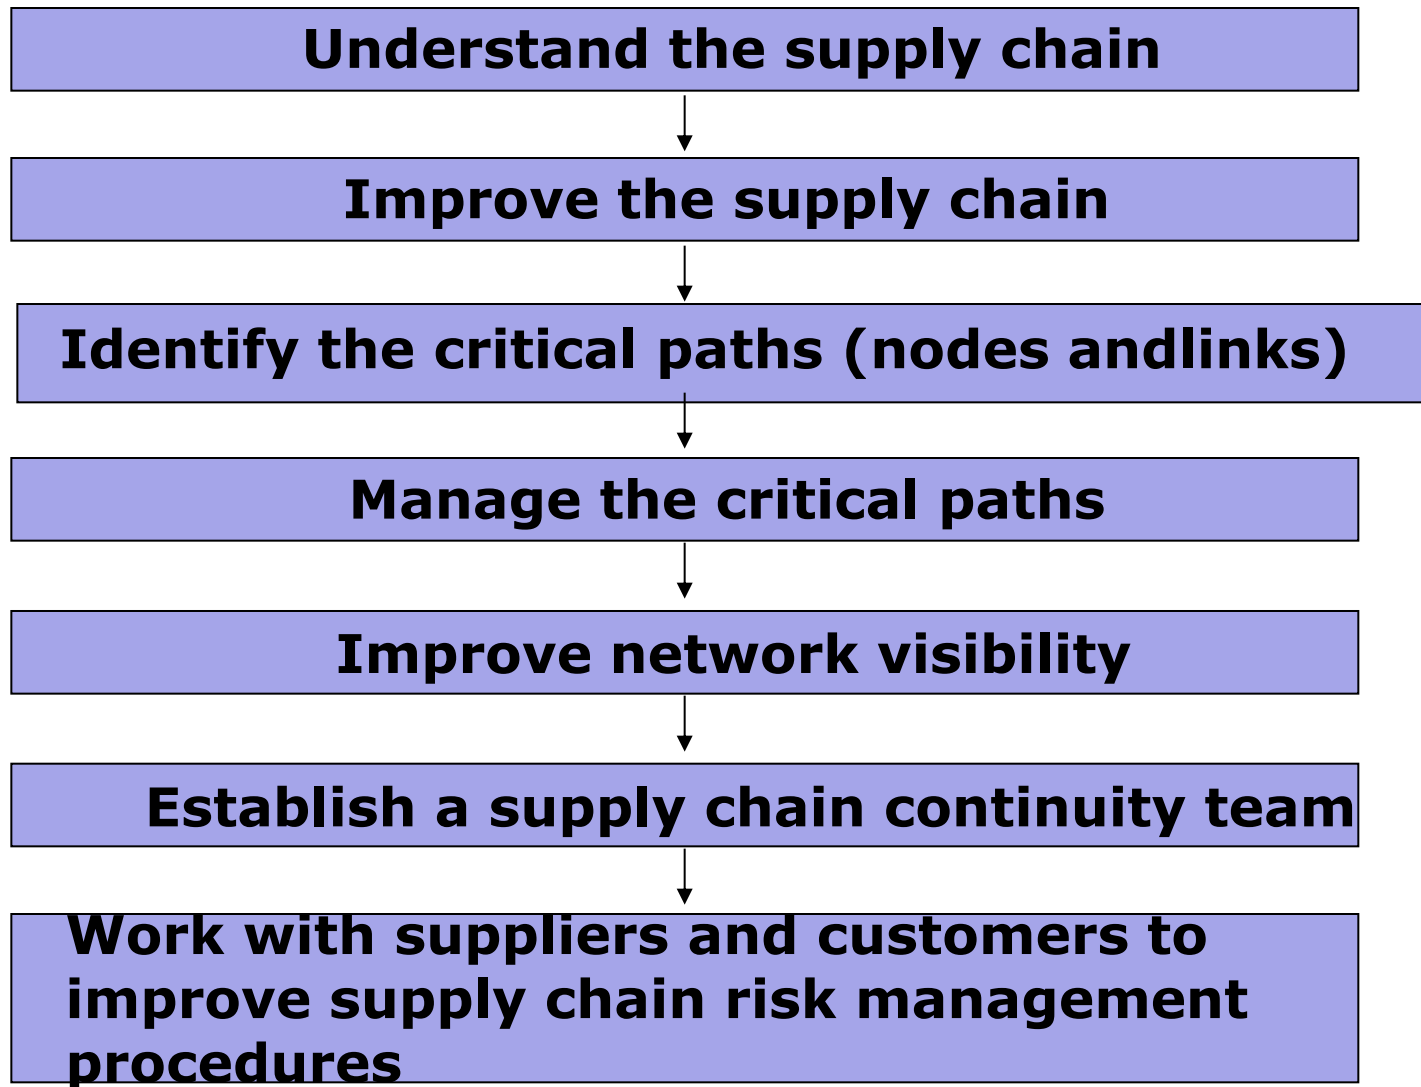 Understand the supply chain
Improve the supply chain
Identify the critical paths (nodes andlinks)
Manage the critical paths
Improve network visibility
Establish a supply chain continuity team
Work with suppliers and customers to
improve supply chain risk management
procedures